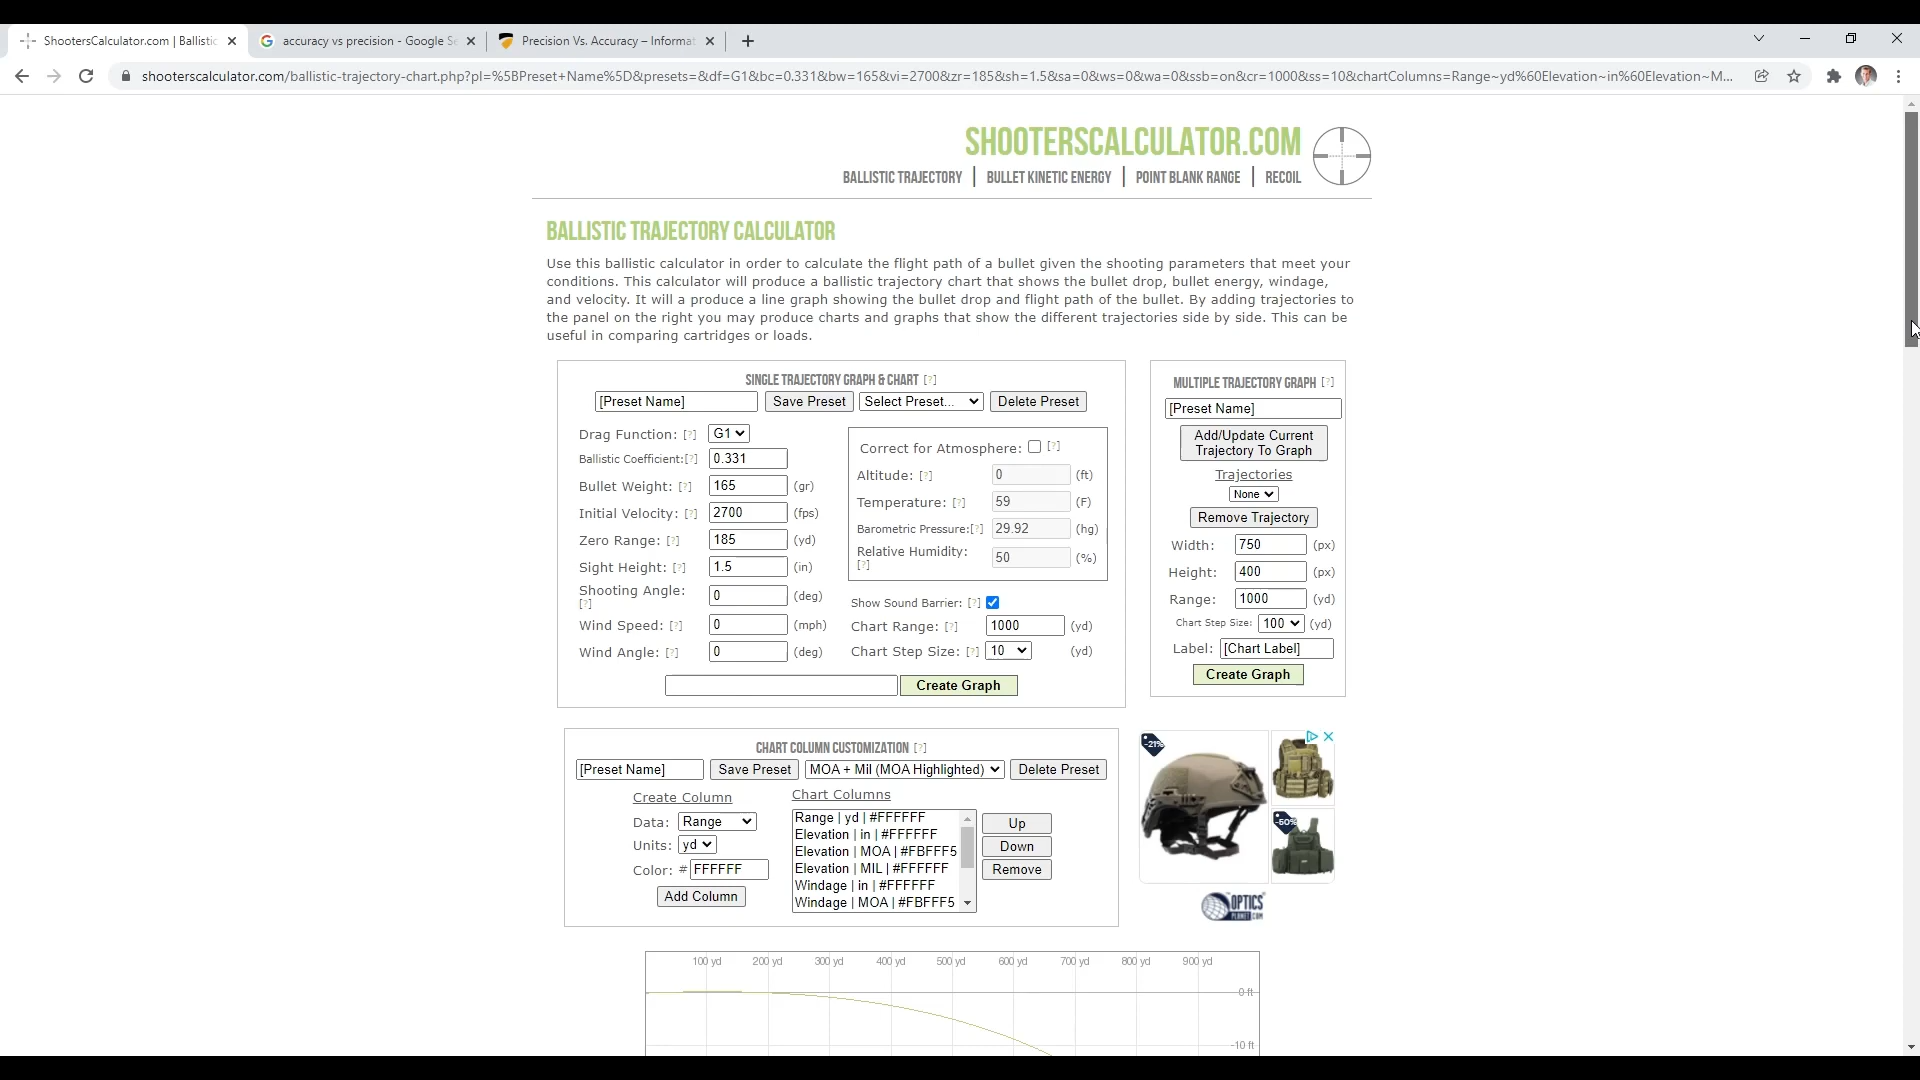 ShootersCalculator.com | Ballistic
accuracy vs precision - Google Se
Precision Vs. Accuracy – Informat
shooterscalculator.com/ballistic-trajectory-chart.php?pl=%5BPreset+Name%5D&presets=&df=G1&bc=0.331&bw=165&vi=2700&zr=185&sh=1.5&sa=0&ws=0&wa=0&ssb=on&cr=1000&ss=10&chartColumns=Range~yd%60Elevation~in%60Elevation~M...
SHOOTERSCALCULATOR.COM
BALLISTIC TRAJECTORY | BULLET KINETIC ENERGY | POINT BLANK RANGE | RECOIL
BALLISTIC TRAJECTORY CALCULATOR
Use this ballistic calculator in order to calculate the flight path of a bullet given the shooting parameters that meet your
conditions. This calculator will produce a ballistic trajectory chart that shows the bullet drop, bullet energy, windage,
and velocity. It will a produce a line graph showing the bullet drop and flight path of the bullet. By adding trajectories to
the panel on the right you may produce charts and graphs that show the different trajectories side by side. This can be
useful in comparing cartridges or loads.
SINGLE TRAJECTORY GRAPH & CHART [?]
[Preset Name] Save Preset Select Preset... Delete Preset
Drag Function: [?] G1
Ballistic Coefficient:[?] 0.331
Bullet Weight: [?] 165 (gr)
Initial Velocity: [?] 2700 (fps)
Zero Range: [?] 185 (yd)
Sight Height: [?] 1.5 (in)
Shooting Angle:
[?] 0 (deg)
Wind Speed: [?] 0 (mph)
Wind Angle: [?] 0 (deg)
Correct for Atmosphere: [?]
Altitude: [?] 0 (ft)
Temperature: [?] 59 (F)
Barometric Pressure:[?] 29.92 (hg)
Relative Humidity:
[?] 50 (%)
Show Sound Barrier: [?]
Chart Range: [?] 1000 (yd)
Chart Step Size: [?] 10 (yd)
Create Graph
MULTIPLE TRAJECTORY GRAPH [?]
[Preset Name]
Add/Update Current
Trajectory To Graph
Trajectories
None
Remove Trajectory
Width: 750 (px)
Height: 400 (px)
Range: 1000 (yd)
Chart Step Size: 100 (yd)
Label: [Chart Label]
Create Graph
CHART COLUMN CUSTOMIZATION [?]
[Preset Name] Save Preset MOA + Mil (MOA Highlighted) Delete Preset
Create Column
Data: Range
Units: yd
Color: # FFFFFF
Add Column
Chart Columns
Range | yd | #FFFFFF
Elevation | in | #FFFFFF
Elevation | MOA | #FBFFF5
Elevation | MIL | #FFFFFF
Windage | in | #FFFFFF
Windage | MOA | #FBFFF5
Up
Down
Remove
-21%
-50%
OPTICS
PLANET.COM
100 yd 200 yd 300 yd 400 yd 500 yd 600 yd 700 yd 800 yd 900 yd
0 ft
-10 ft